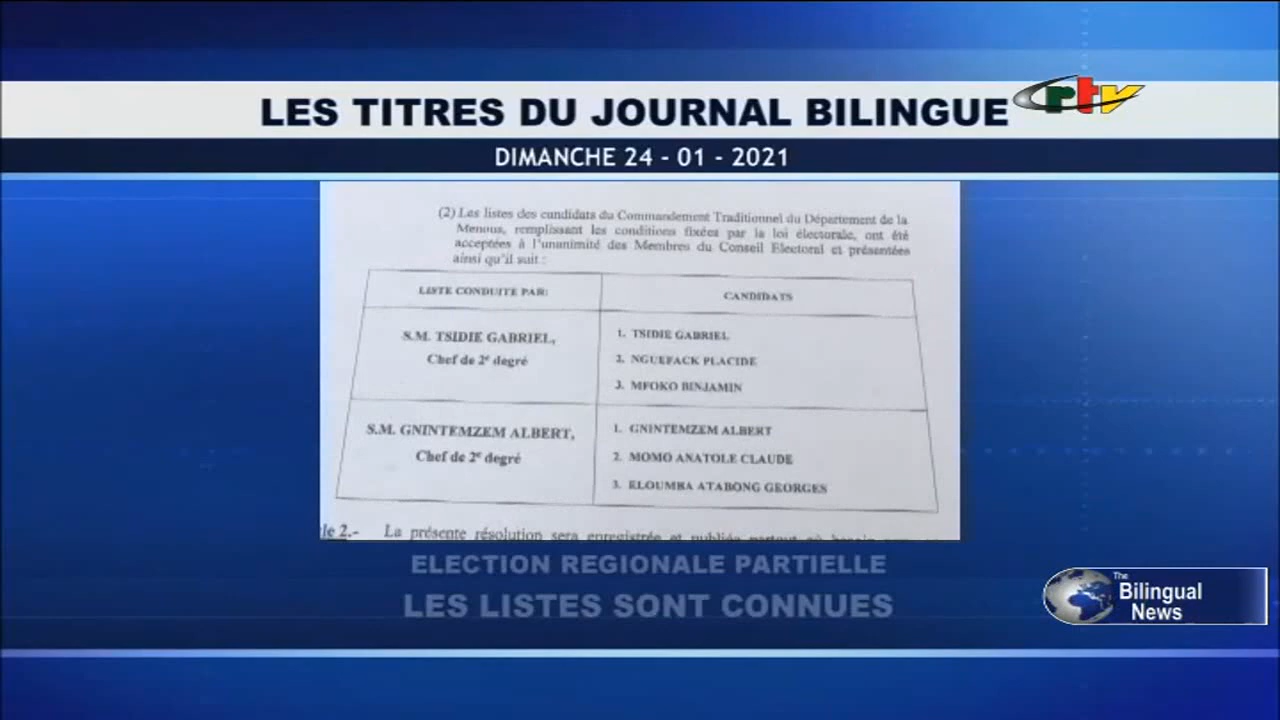 LES TITRES DU JOURNAL BILINGUE
crtv
DIMANCHE 24 - 01 - 2021
(2) Les listes des candidats du Commandement Traditionnel du Département de la
Menoua, remplissant les conditions fixées par la loi électorale, ont été
acceptées à l'unanimité des Membres du Conseil Electoral et présentées
ainsi qu'il suit :
LISTE CONDUITE PAR:
CANDIDATS
S.M. TSIDIE GABRIEL,
Chef de 2e degré
1. TSIDIE GABRIEL
2. NGUEFACK PLACIDE
3. MFOKO BINJAMIN
S.M. GNINTEMZEM ALBERT,
Chef de 2e degré
1. GNINTEMZEM ALBERT
2. MOMO ANATOLE CLAUDE
3. ELOUMBA ATABONG GEORGES
le 2.- La présente résolution sera enregistrée et publiée partout où besoin
ELECTION REGIONALE PARTIELLE
LES LISTES SONT CONNUES
The
Bilingual
News